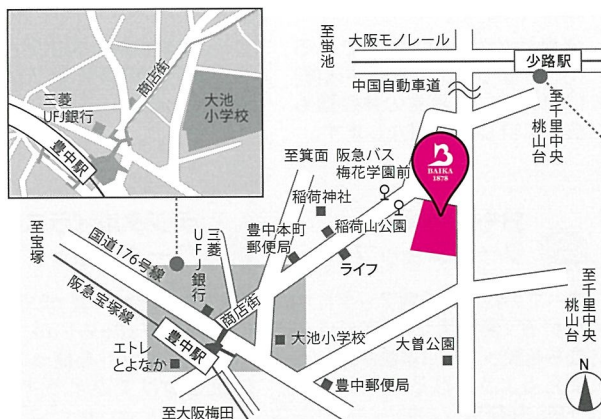 三菱
UFJ銀行
商店街
大池
小学校
豊中駅
至蛍池
大阪モノレール
少路駅
中国自動車道
至千里中央
桃山台
至箕面
阪急バス
梅花学園前
B
BAIKA
1878
稲荷神社
稲荷山公園
豊中本町
郵便局
ライフ
至宝塚
国道176号線
三菱
UFJ銀行
商店街
阪急宝塚線
豊中駅
大池小学校
大曽公園
至千里中央
桃山台
エトレ
とよなか
豊中郵便局
至大阪梅田
N